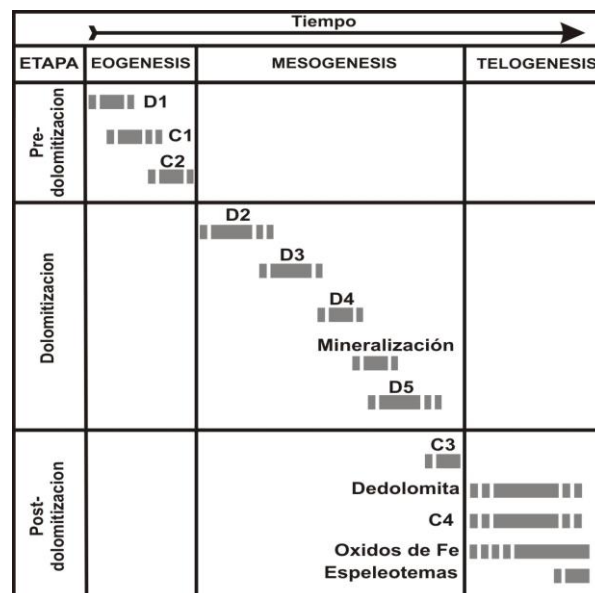 Tiempo
ETAPA EOGENESIS MESOGENESIS TELOGENESIS
Pre-
dolomitizacion
D1
C1
C2
Dolomitizacion
D2
D3
D4
Mineralización
D5
Post-
dolomitizacion
C3
Dedolomita
C4
Oxidos de Fe
Espeleotemas